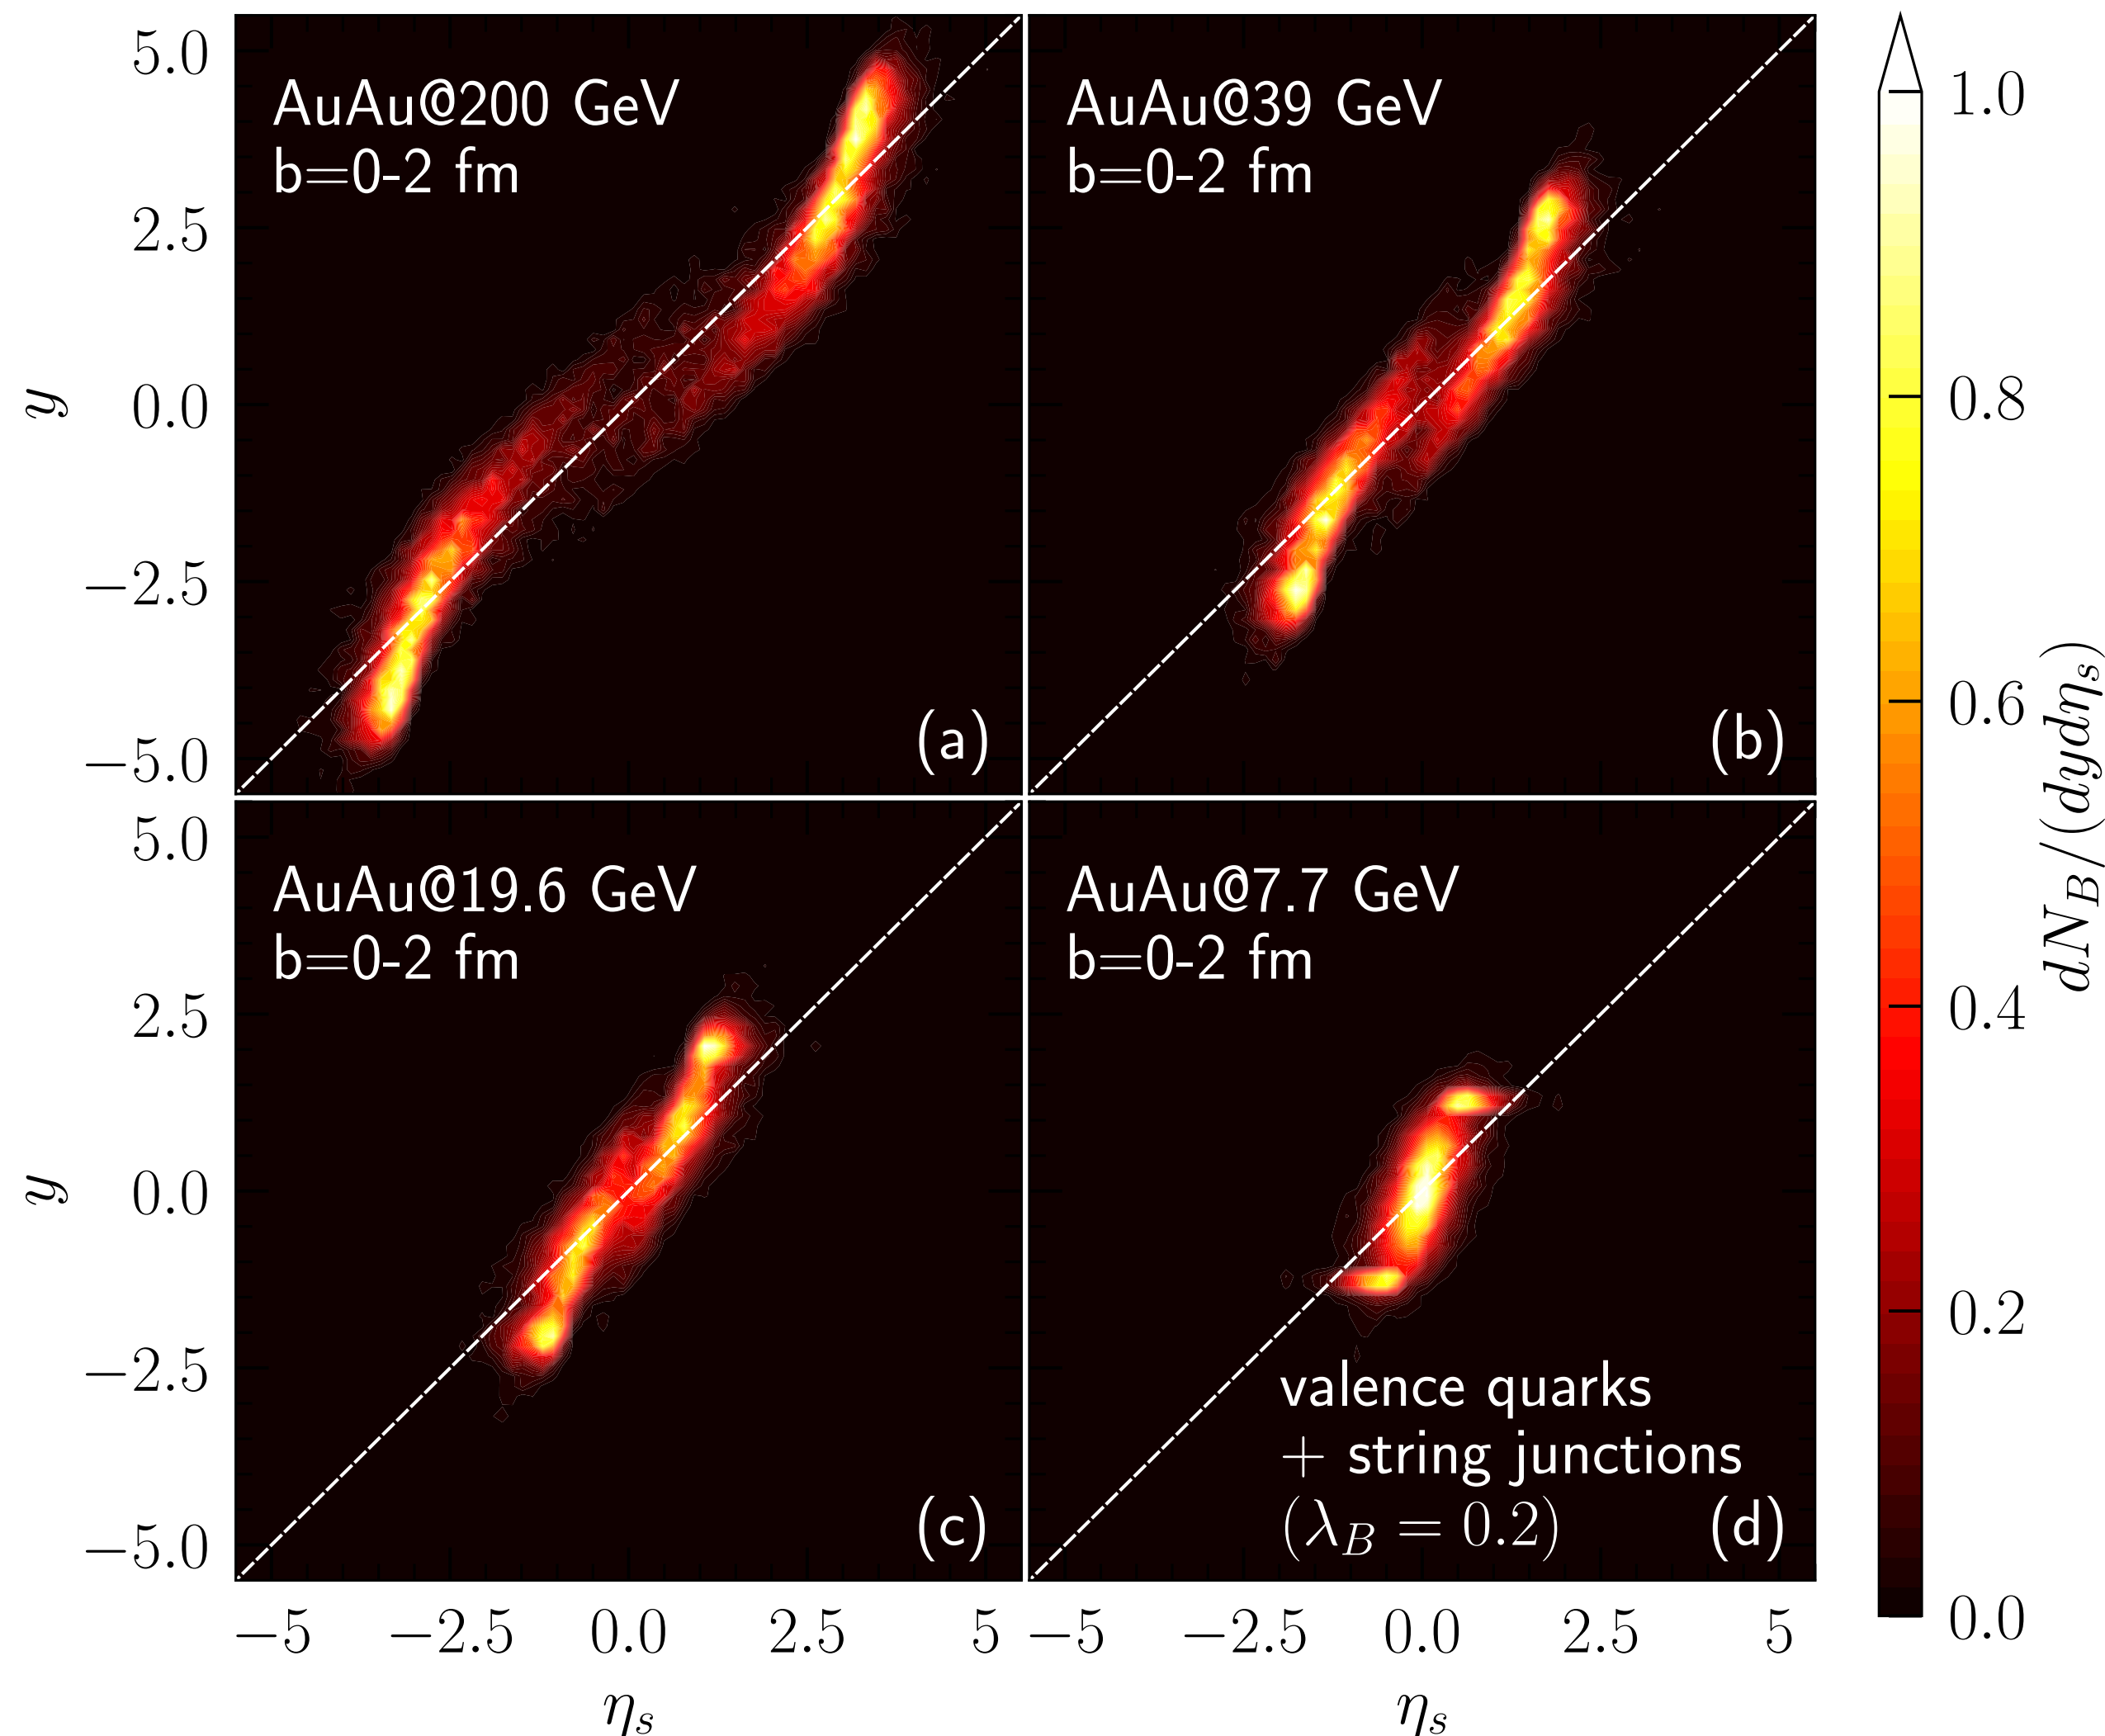 5.0
2.5
0.0
−2.5
−5.0
y
AuAu@200 GeV
b=0-2 fm
(a)
AuAu@39 GeV
b=0-2 fm
(b)
5.0
2.5
0.0
−2.5
−5.0
y
AuAu@19.6 GeV
b=0-2 fm
(c)
AuAu@7.7 GeV
b=0-2 fm
valence quarks
+ string junctions
(λ_B = 0.2)
(d)
−5 −2.5 0.0 2.5 5
η_s
−5 −2.5 0.0 2.5 5
η_s
1.0
0.8
0.6
0.4
0.2
0.0
dN_B/(dydη_s)